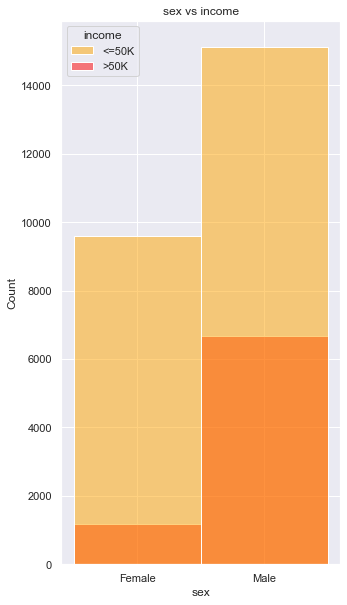 sex vs income
income
<=50K
>50K
14000
12000
10000
8000
6000
4000
2000
0
Count
Female
Male
sex